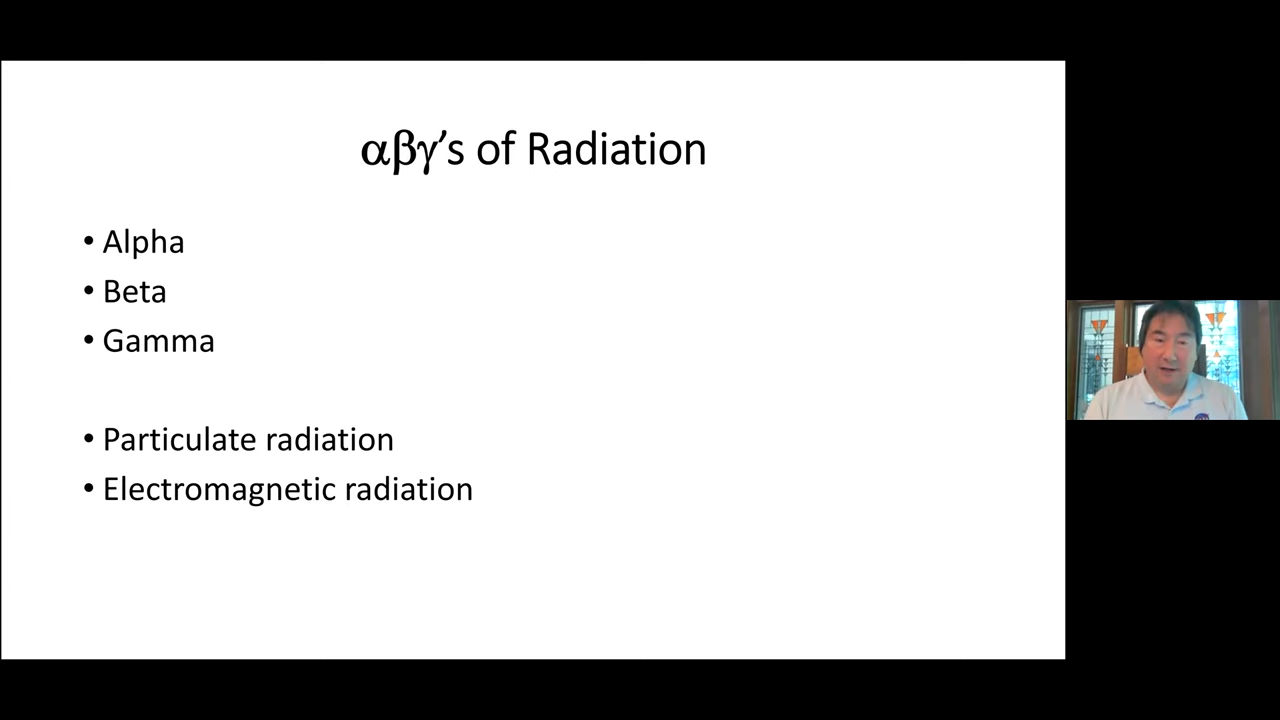 αβγ’s of Radiation
• Alpha
• Beta
• Gamma
• Particulate radiation
• Electromagnetic radiation